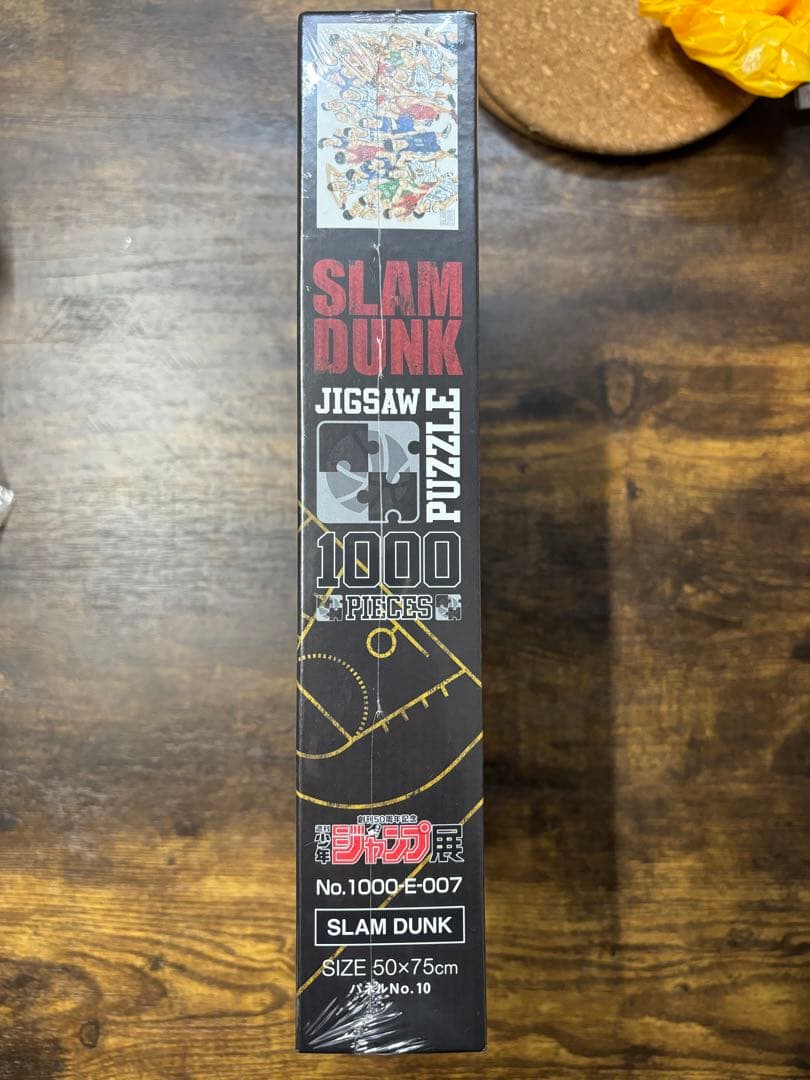 SLAM
DUNK
JIGSAW
PUZZLE
1000
PIECES
創刊50周年記念
週刊少年ジャンプ展
No.1000-E-007
SLAM DUNK
SIZE 50×75cm
パネルNo.10